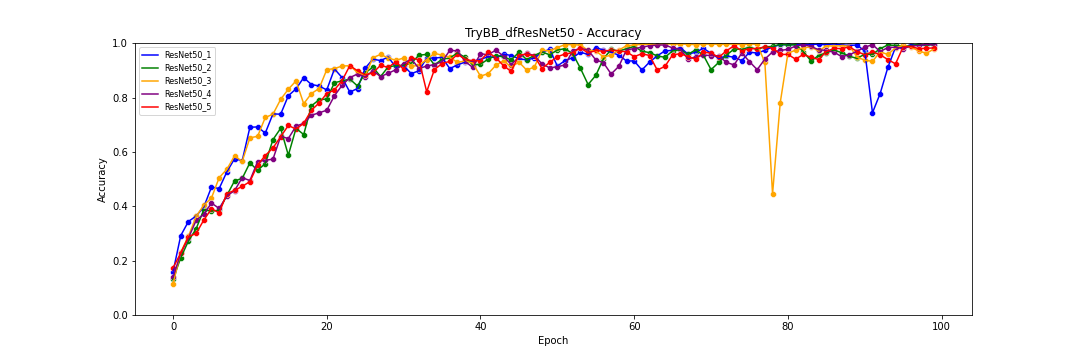 TryBB_dfResNet50 - Accuracy
1.0
0.8
0.6
0.4
0.2
0.0
Accuracy
ResNet50_1
ResNet50_2
ResNet50_3
ResNet50_4
ResNet50_5
0
20
40
60
80
100
Epoch